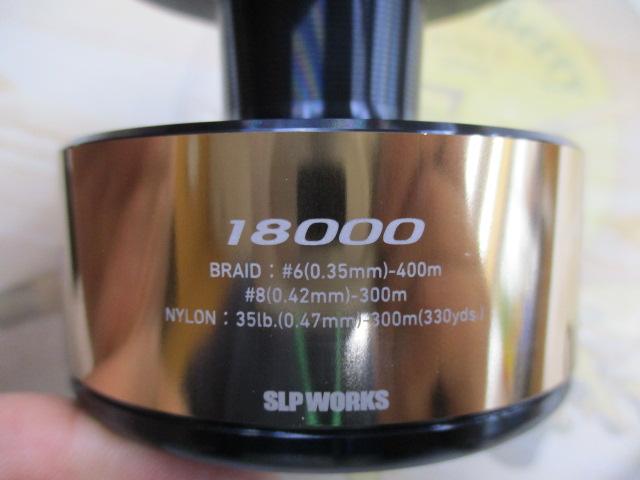 18000
BRAID : #6(0.35mm)-400m
#8(0.42mm)-300m
NYLON : 35lb.(0.47mm)-300m(330yds.)
SLP WORKS